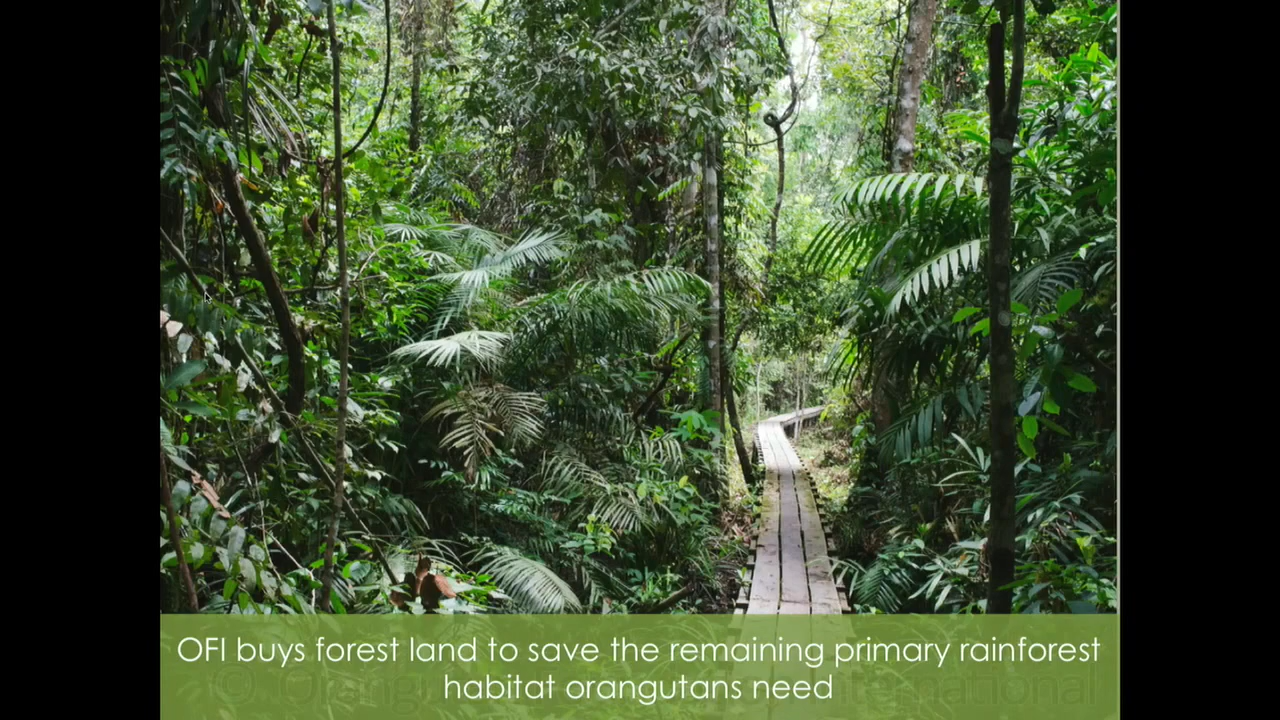 OFI buys forest land to save the remaining primary rainforest
habitat orangutans need